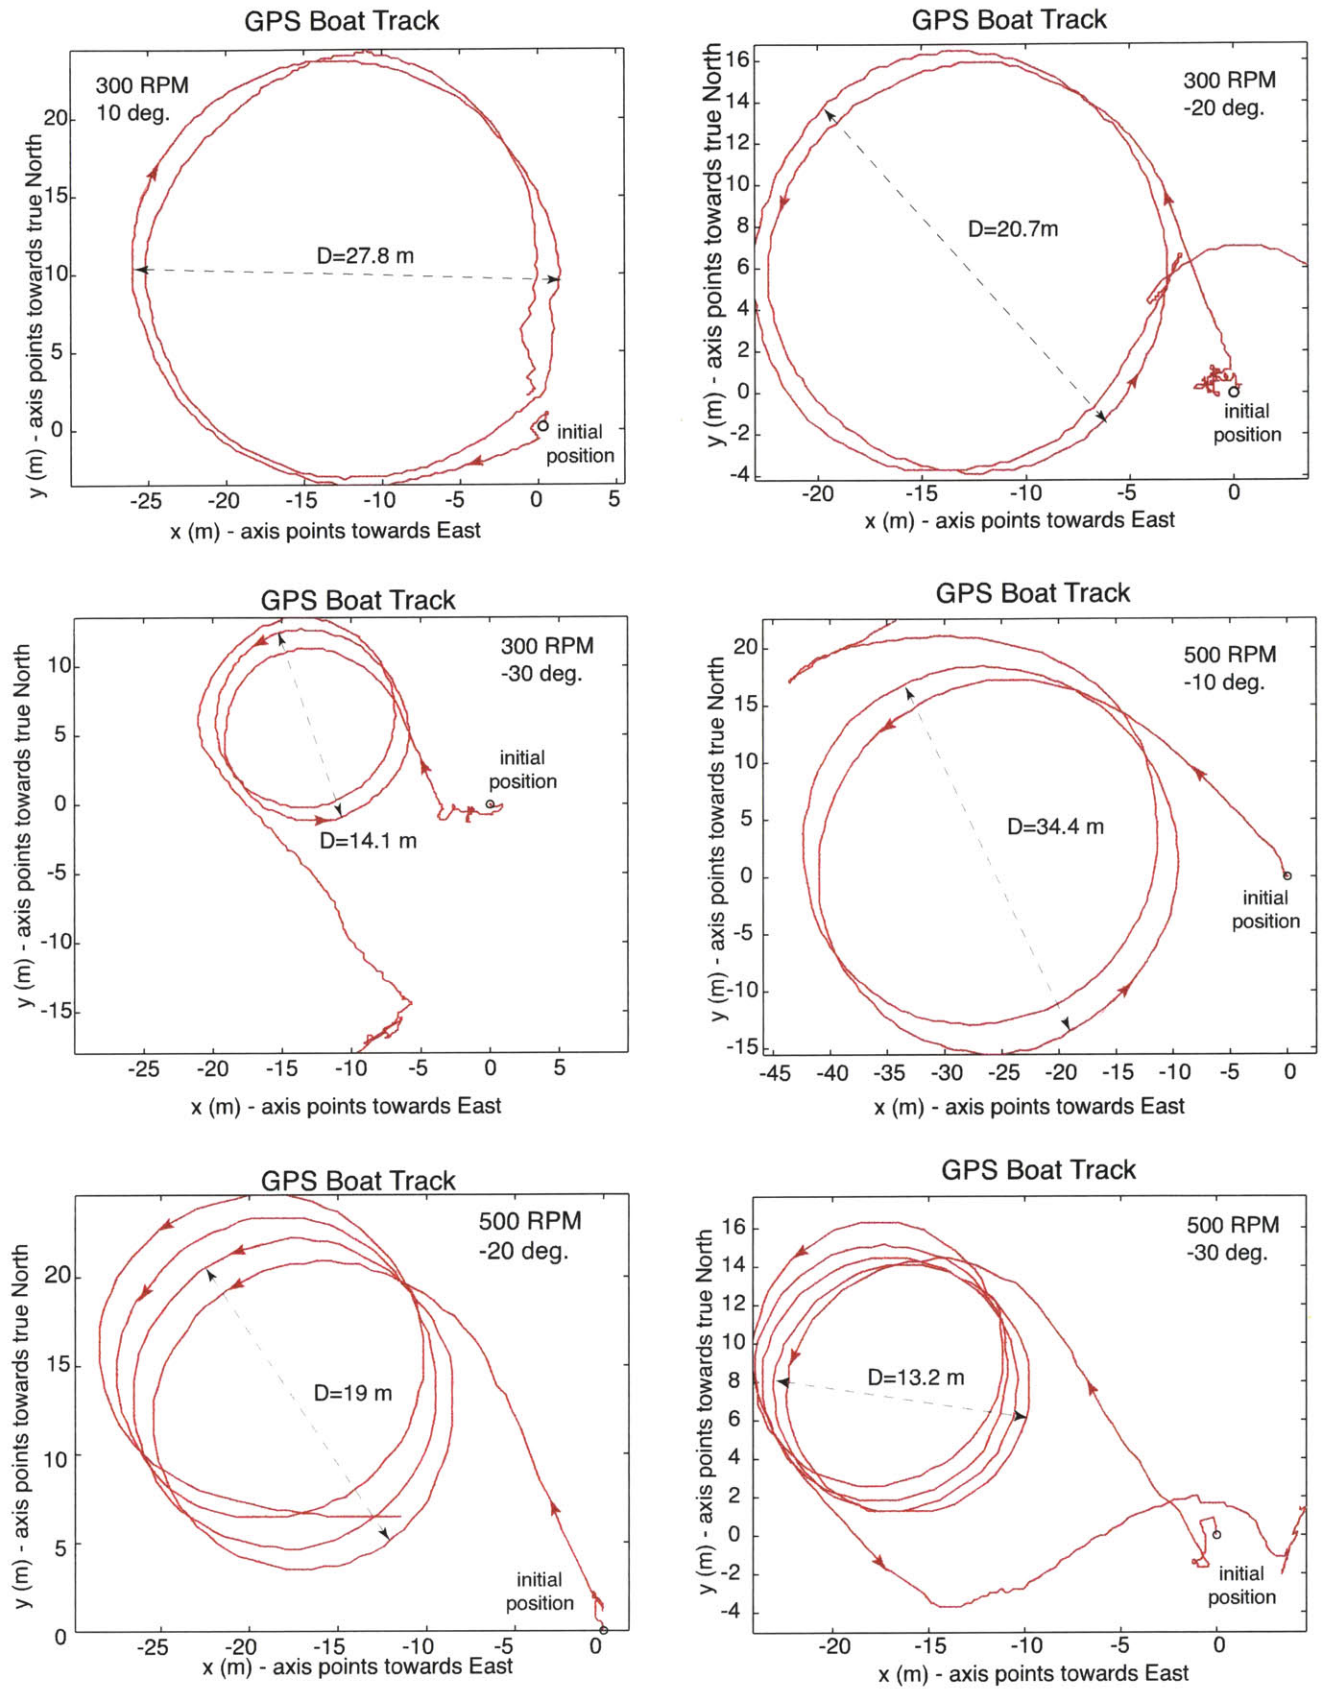 GPS Boat Track
300 RPM
10 deg.
D=27.8 m
initial
position
20
15
10
5
0
-25 -20 -15 -10 -5 0 5
x (m) - axis points towards East
y (m) - axis points towards true North
GPS Boat Track
300 RPM
-20 deg.
D=20.7m
initial
position
16
14
12
10
8
6
4
2
0
-2
-4
-20 -15 -10 -5 0
x (m) - axis points towards East
y (m) - axis points towards true North
GPS Boat Track
300 RPM
-30 deg.
initial
position
D=14.1 m
10
5
0
-5
-10
-15
-25 -20 -15 -10 -5 0 5
x (m) - axis points towards East
y (m) - axis points towards true North
GPS Boat Track
500 RPM
-10 deg.
D=34.4 m
initial
position
20
15
10
5
0
-5
-10
-15
-45 -40 -35 -30 -25 -20 -15 -10 -5 0
x (m) - axis points towards East
y (m) - axis points towards true North
GPS Boat Track
500 RPM
-20 deg.
D=19 m
initial
position
20
15
10
5
0
-25 -20 -15 -10 -5 0
x (m) - axis points towards East
y (m) - axis points towards true North
GPS Boat Track
500 RPM
-30 deg.
D=13.2 m
initial
position
16
14
12
10
8
6
4
2
0
-2
-4
-20 -15 -10 -5 0
x (m) - axis points towards East
y (m) - axis points towards true North